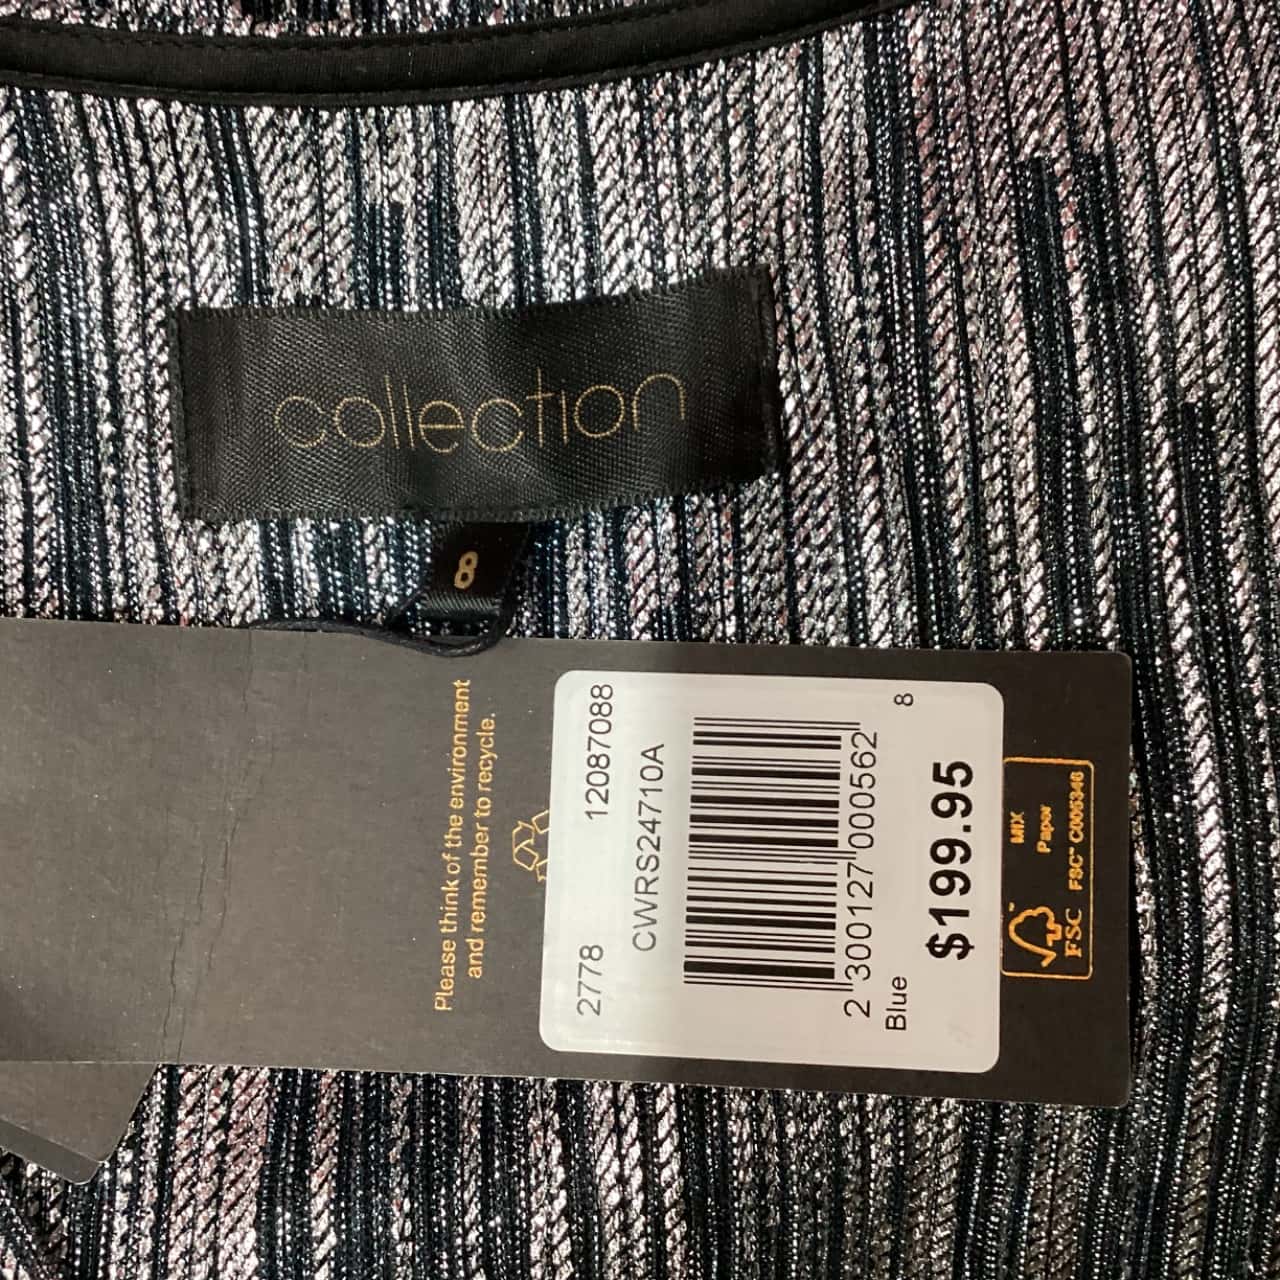 collection
8
Please think of the environment
and remember to recycle.
2778 12087088
CWRS24710A
2 300127 000562
Blue 8
$199.95
FSC
MIX
Paper
FSC™ C006346